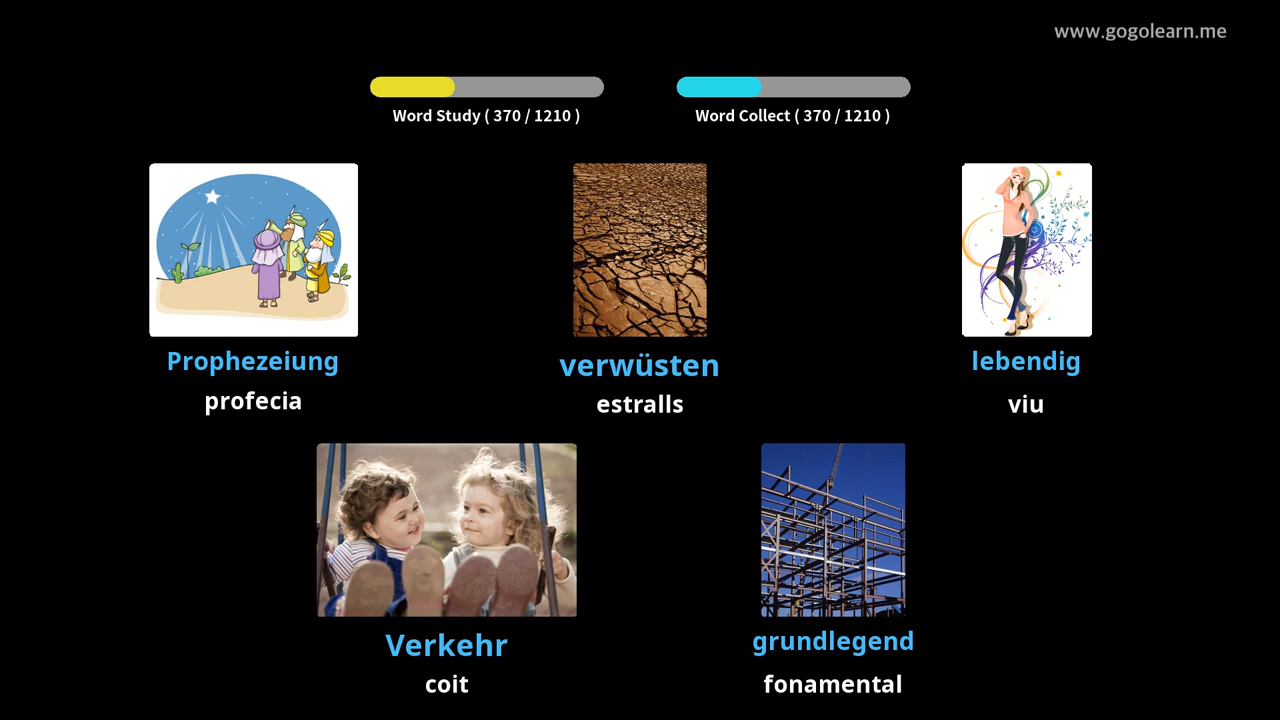 www.gogolearn.me
Word Study ( 370 / 1210 )
Word Collect ( 370 / 1210 )
Prophezeiung
profecia
verwüsten
estralls
lebendig
viu
Verkehr
coit
grundlegend
fonamental